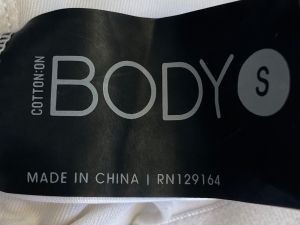 COTTON:ON
BODY
S
MADE IN CHINA | RN129164